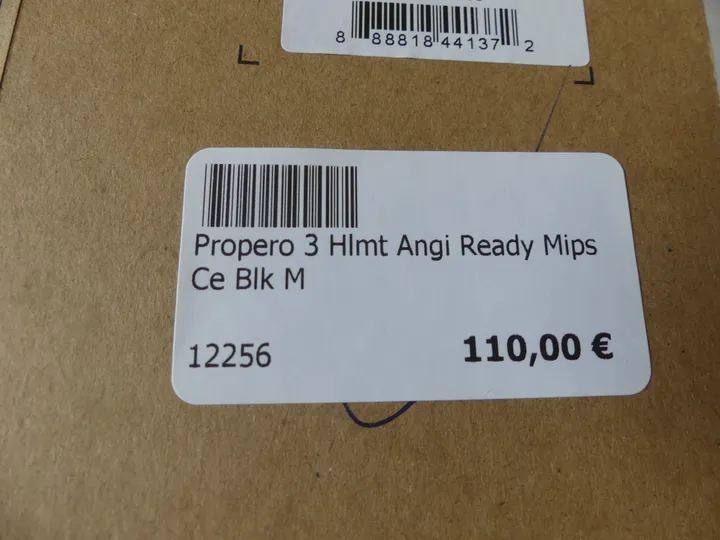 8 88818 44137 2
Propero 3 Hlmt Angi Ready Mips
Ce Blk M
12256
110,00 €